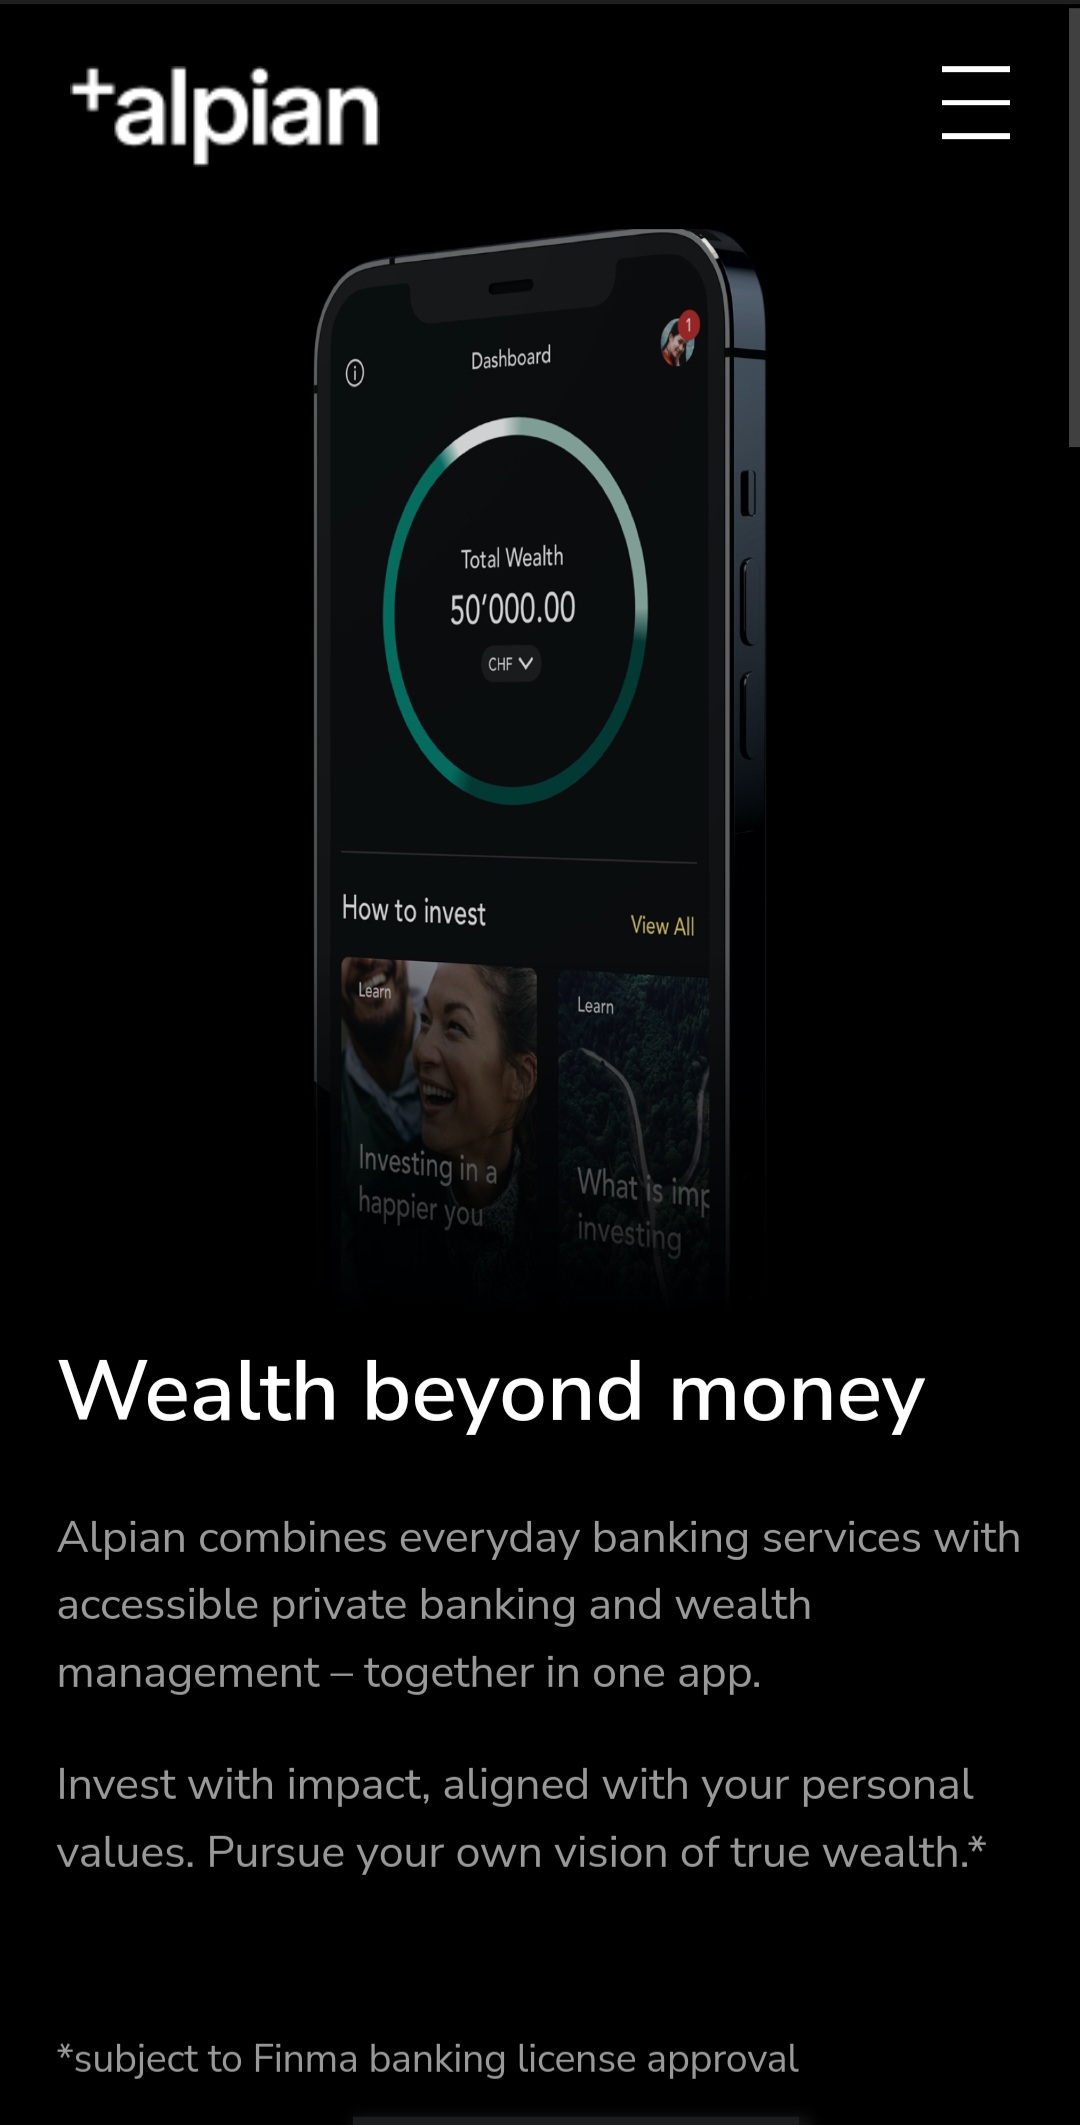 +alpian
1
Dashboard
Total Wealth
50’000.00
CHF
How to invest
View All
Learn
Learn
Investing in a
happier you
What is imp
investing
Wealth beyond money
Alpian combines everyday banking services with
accessible private banking and wealth
management – together in one app.
Invest with impact, aligned with your personal
values. Pursue your own vision of true wealth.*
*subject to Finma banking license approval